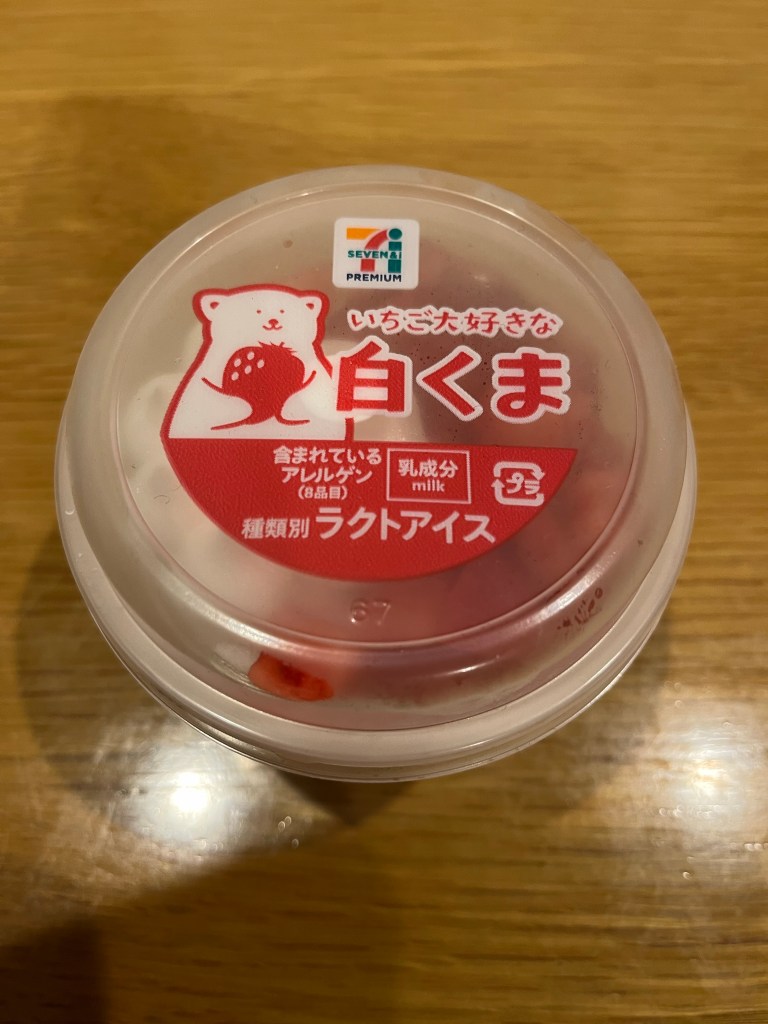 SEVEN&i
PREMIUM
いちご大好きな
白くま
含まれている
アレルゲン
(8品目)
乳成分
milk
プラ
種類別 ラクトアイス
67